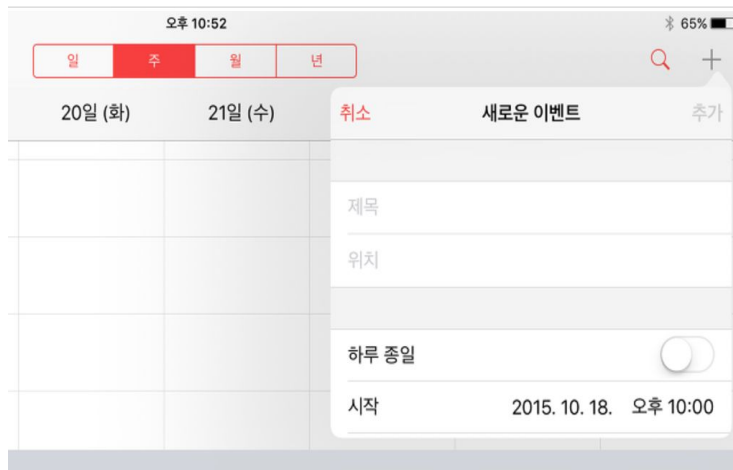 오후 10:52 65%
일 주 월 년
20일 (화) 21일 (수)
취소 새로운 이벤트 추가
제목
위치
하루 종일
시작 2015. 10. 18. 오후 10:00